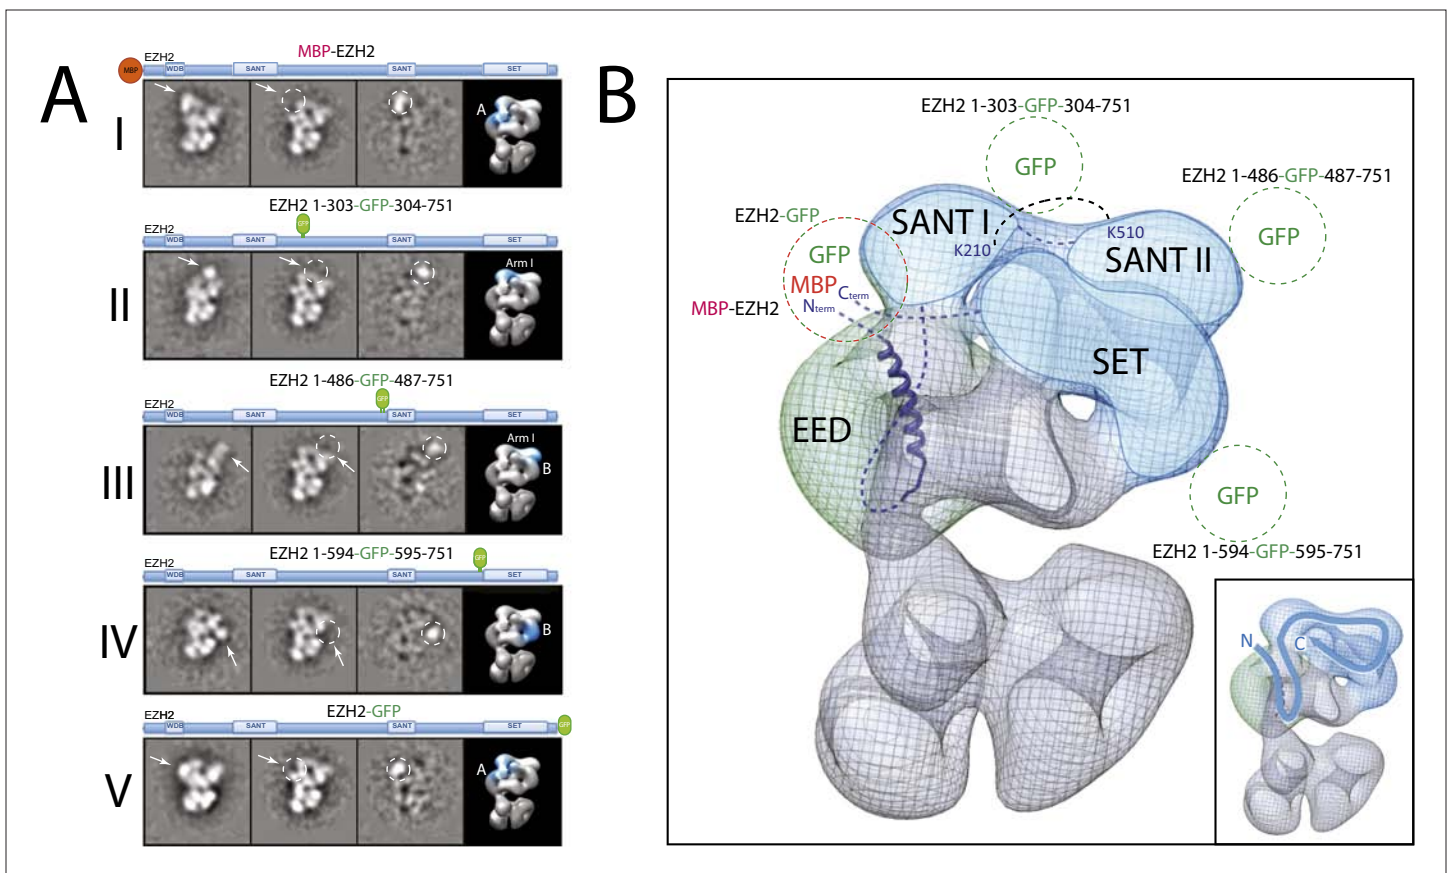 A
B
MBP-EZH2
EZH2
MBP
WDB
SANT
SANT
SET
I
A
EZH2 1-303-GFP-304-751
GFP
EZH2
WDB
SANT
SANT
SET
II
Arm I
EZH2 1-486-GFP-487-751
GFP
EZH2
WDB
SANT
SANT
SET
III
Arm I
B
EZH2 1-594-GFP-595-751
GFP
EZH2
WDB
SANT
SANT
SET
IV
B
EZH2-GFP
EZH2
WDB
SANT
SANT
SET
GFP
V
A
EZH2 1-303-GFP-304-751
GFP
EZH2 1-486-GFP-487-751
GFP
EZH2-GFP
GFP
MBP
Nterm
Cterm
MBP-EZH2
SANT I
K210
K510
SANT II
SET
EED
GFP
EZH2 1-594-GFP-595-751
N
C